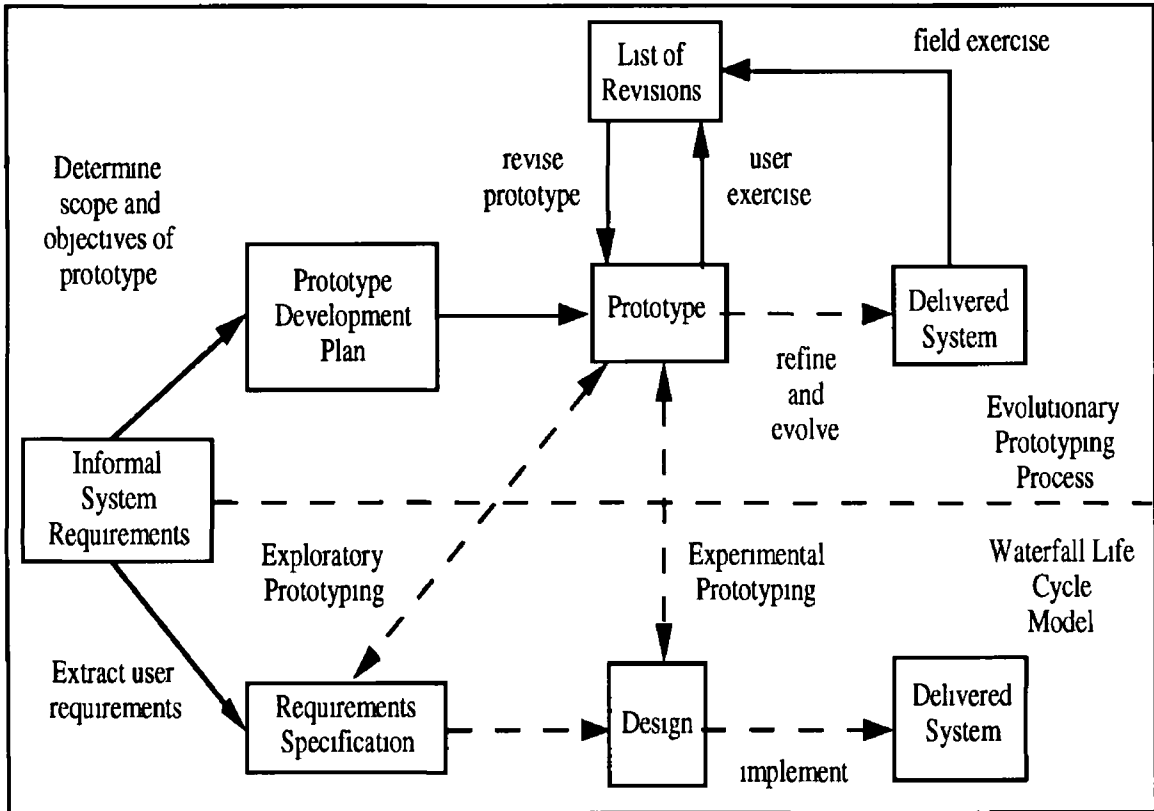 List of
Revisions
field exercise
Determine
scope and
objectives of
prototype
revise
prototype
user
exercise
Prototype
Development
Plan
Prototype
Delivered
System
refine
and
evolve
Evolutionary
Prototyping
Process
Informal
System
Requirements
Exploratory
Prototyping
Experimental
Prototyping
Waterfall Life
Cycle
Model
Extract user
requirements
Requirements
Specification
Design
implement
Delivered
System